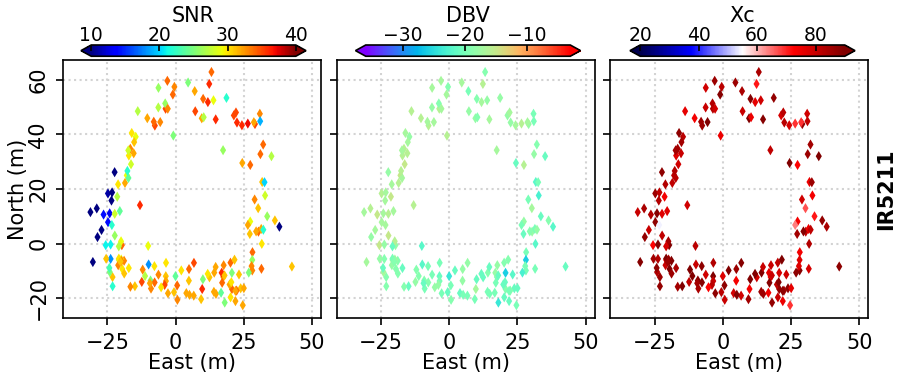 SNR DBV Xc
10 20 30 40 −30 −20 −10 20 40 60 80
60
40
20
0
−20
North (m)
IR5211
−25 0 25 50 −25 0 25 50 −25 0 25 50
East (m) East (m) East (m)